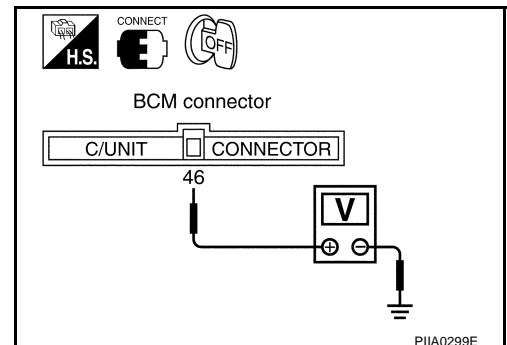 CONNECT
H.S.
OFF
BCM connector
C/UNIT CONNECTOR
46
V
+ −
PIIA0299E